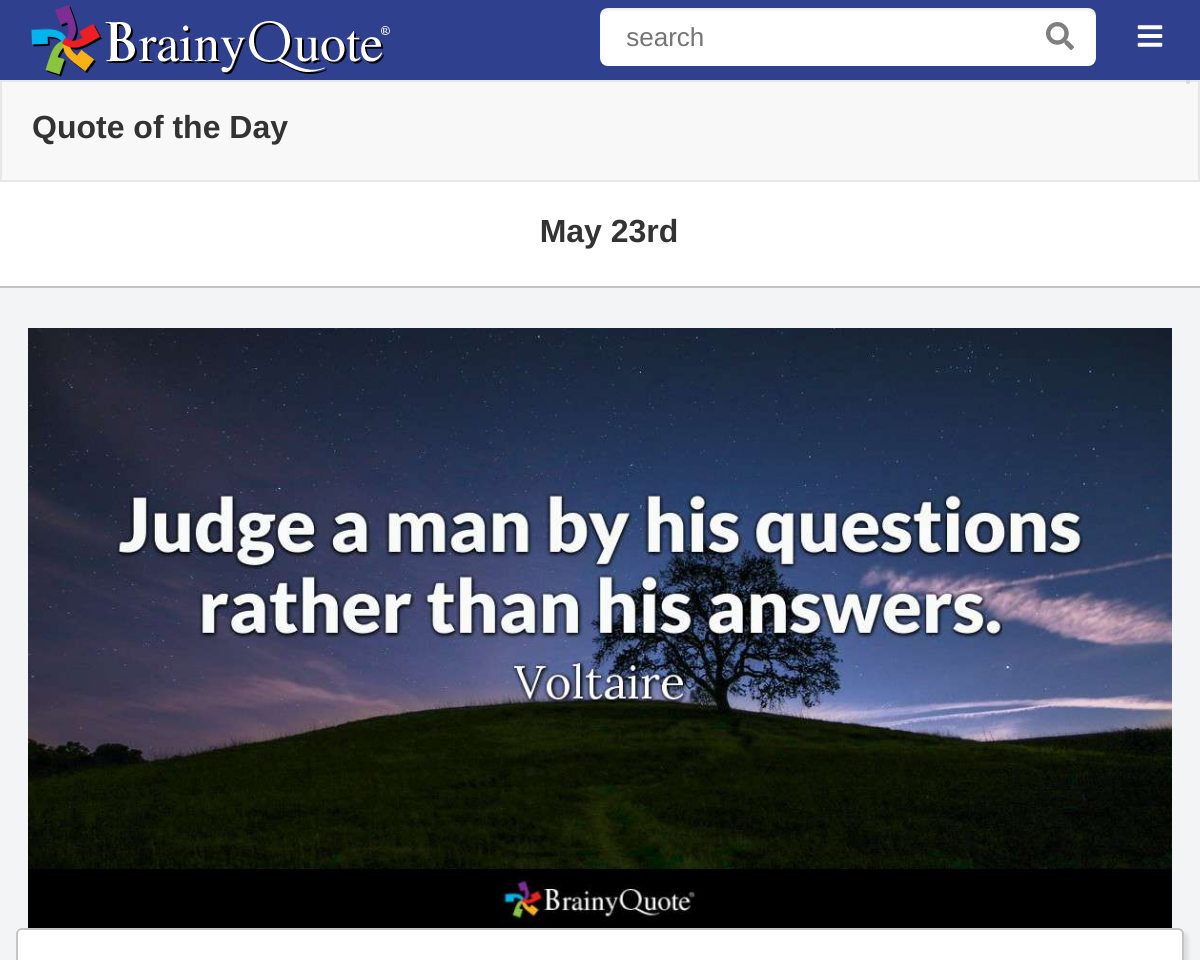 BrainyQuote®
search
Quote of the Day
May 23rd
Judge a man by his questions
rather than his answers.
Voltaire
BrainyQuote®